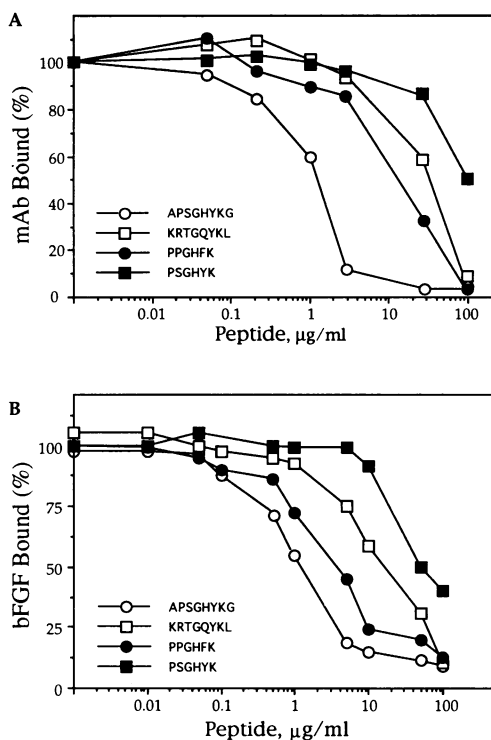 A
mAb Bound (%)
100
80
60
40
20
0
APSGHYKG
KRTGQYKL
PPGHFK
PSGHYK
0.01 0.1 1 10 100
Peptide, μg/ml
B
bFGF Bound (%)
100
75
50
25
0
APSGHYKG
KRTGQYKL
PPGHFK
PSGHYK
0.01 0.1 1 10 100
Peptide, μg/ml